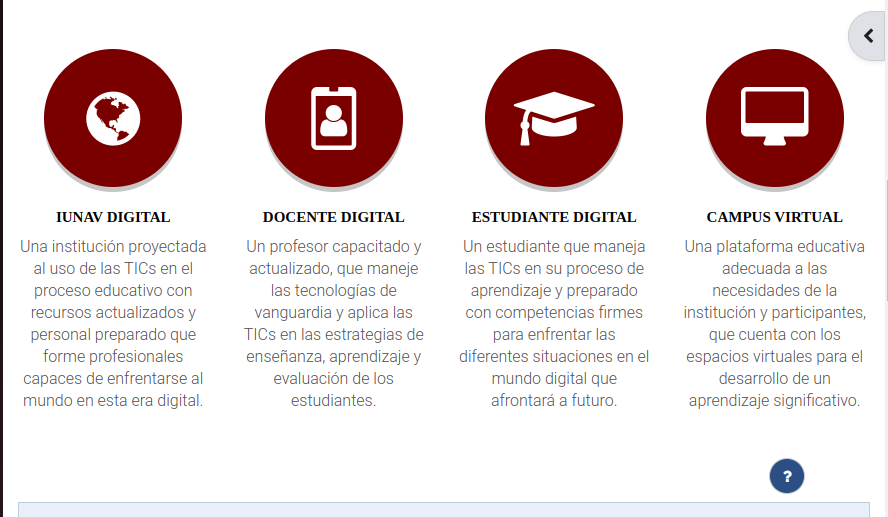 IUNAV DIGITAL
Una institución proyectada
al uso de las TICs en el
proceso educativo con
recursos actualizados y
personal preparado que
forme profesionales
capaces de enfrentarse al
mundo en esta era digital.
DOCENTE DIGITAL
Un profesor capacitado y
actualizado, que maneje
las tecnologías de
vanguardia y aplica las
TICs en las estrategias de
enseñanza, aprendizaje y
evaluación de los
estudiantes.
ESTUDIANTE DIGITAL
Un estudiante que maneja
las TICs en su proceso de
aprendizaje y preparado
con competencias firmes
para enfrentar las
diferentes situaciones en el
mundo digital que
afrontará a futuro.
CAMPUS VIRTUAL
Una plataforma educativa
adecuada a las
necesidades de la
institución y participantes,
que cuenta con los
espacios virtuales para el
desarrollo de un
aprendizaje significativo.
?